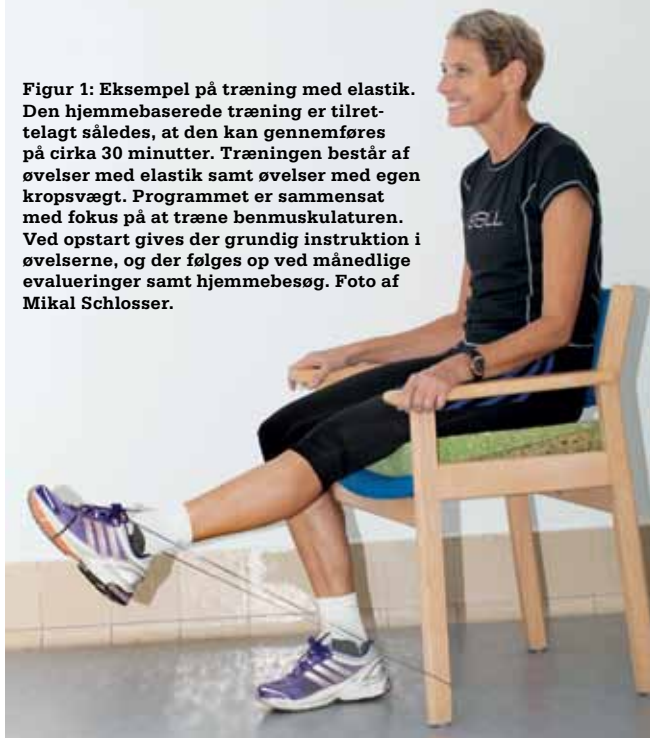 Figur 1: Eksempel på træning med elastik.
Den hjemmebaserede træning er tilret-
telagt således, at den kan gennemføres
på cirka 30 minutter. Træningen består af
øvelser med elastik samt øvelser med egen
kropsvægt. Programmet er sammensat
med fokus på at træne benmuskulaturen.
Ved opstart gives der grundig instruktion i
øvelserne, og der følges op ved månedlige
evalueringer samt hjemmebesøg. Foto af
Mikal Schlosser.